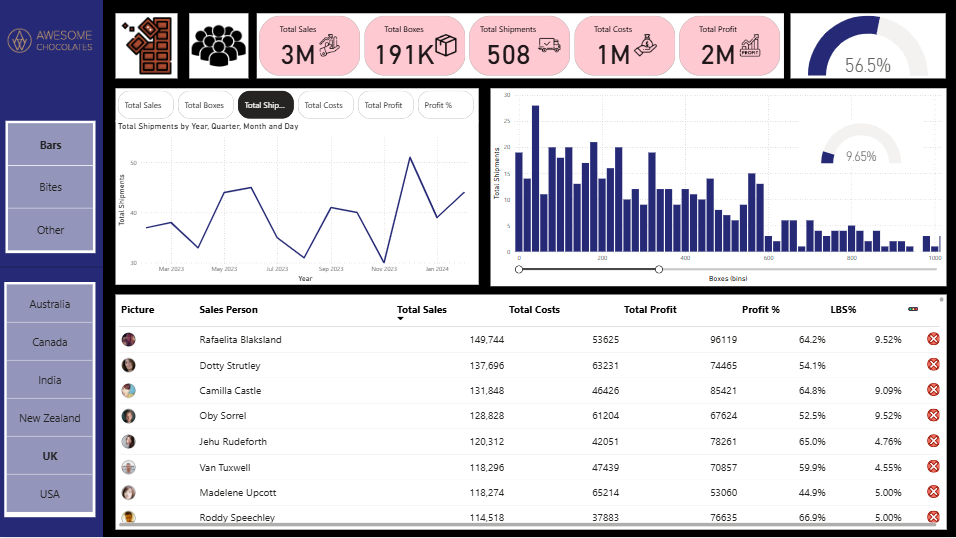 AWESOME
CHOCOLATES
Bars
Bites
Other
Australia
Canada
India
New Zealand
UK
USA
Total Sales
3M
Total Boxes
191K
Total Shipments
508
Total Costs
1M
Total Profit
2M
PROFIT
56.5%
Total Sales
Total Boxes
Total Ship...
Total Costs
Total Profit
Profit %
Total Shipments by Year, Quarter, Month and Day
Total Shipments
50
40
30
Mar 2023
May 2023
Jul 2023
Sep 2023
Nov 2023
Jan 2024
Year
Total Shipments
30
25
20
15
10
5
0
0
200
400
600
800
1000
9.65%
Boxes (bins)
Picture Sales Person Total Sales Total Costs Total Profit Profit % LBS%
Rafaelita Blaksland 149,744 53625 96119 64.2% 9.52%
Dotty Strutley 137,696 63231 74465 54.1%
Camilla Castle 131,848 46426 85421 64.8% 9.09%
Oby Sorrel 128,828 61204 67624 52.5% 9.52%
Jehu Rudeforth 120,312 42051 78261 65.0% 4.76%
Van Tuxwell 118,296 47439 70857 59.9% 4.55%
Madelene Upcott 118,274 65214 53060 44.9% 5.00%
Roddy Speechley 114,518 37883 76635 66.9% 5.00%